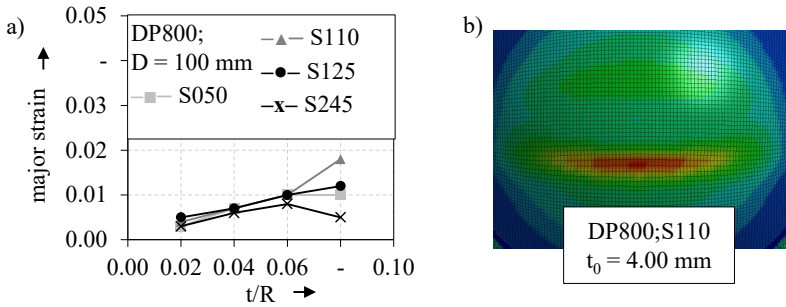 a)
0.05
-
0.03
0.02
0.01
0.00
major strain
DP800;
D = 100 mm
S050
S110
S125
S245
0.00 0.02 0.04 0.06 - 0.10
t/R
b)
DP800;S110
t₀ = 4.00 mm